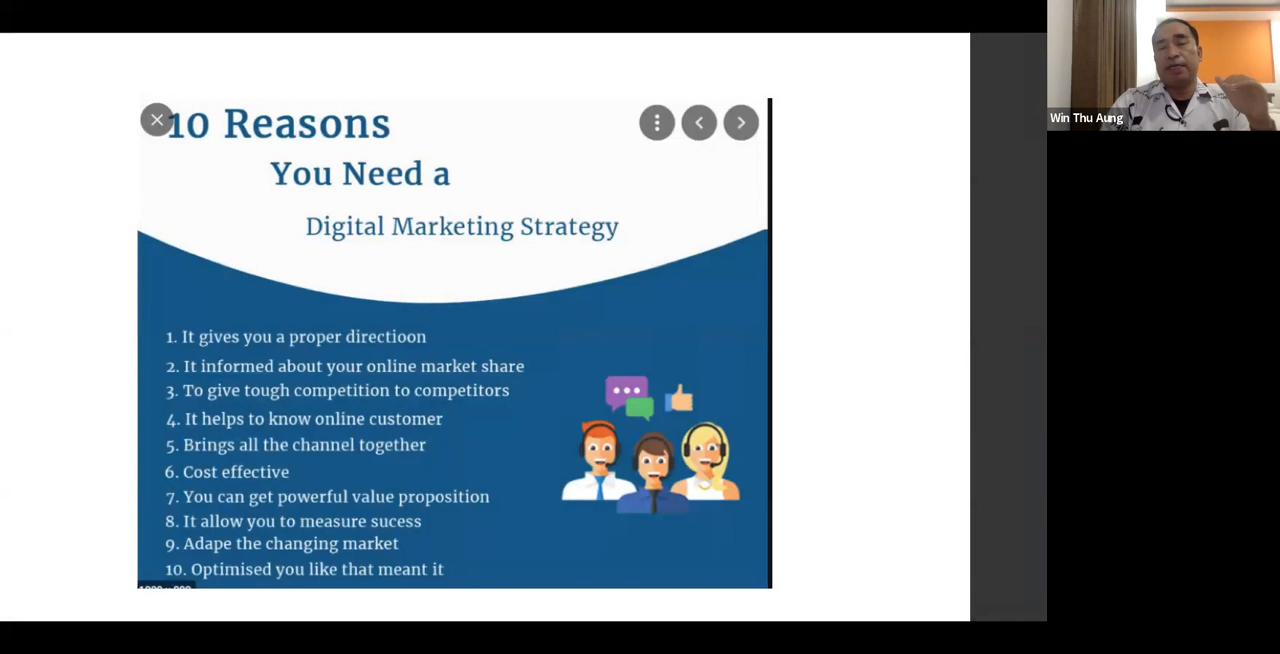 10 Reasons
You Need a
Digital Marketing Strategy
1. It gives you a proper directioon
2. It informed about your online market share
3. To give tough competition to competitors
4. It helps to know online customer
5. Brings all the channel together
6. Cost effective
7. You can get powerful value proposition
8. It allow you to measure sucess
9. Adape the changing market
10. Optimised you like that meant it
Win Thu Aung